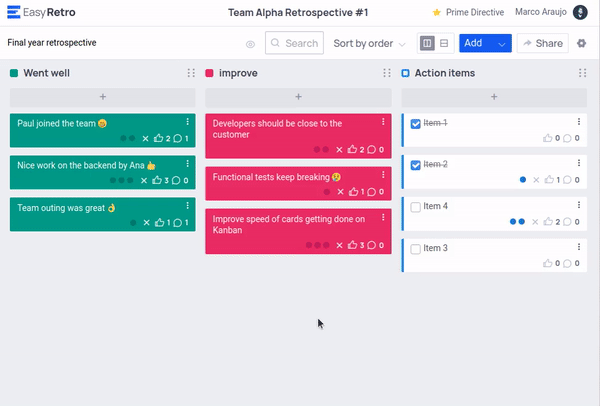 EasyRetro
Team Alpha Retrospective #1
Prime Directive
Marco Araujo
Final year retrospective
Search
Sort by order
Add
Share
Went well
+
Paul joined the team 😄
2 1
Nice work on the backend by Ana 👍
3 0
Team outing was great 👌
1 1
improve
+
Developers should be close to the
customer
2 0
Functional tests keep breaking 😢
1 0
Improve speed of cards getting done on
Kanban
3 0
Action items
+
Item 1
0 0
Item 2
1 0
Item 4
2 0
Item 3
0 0